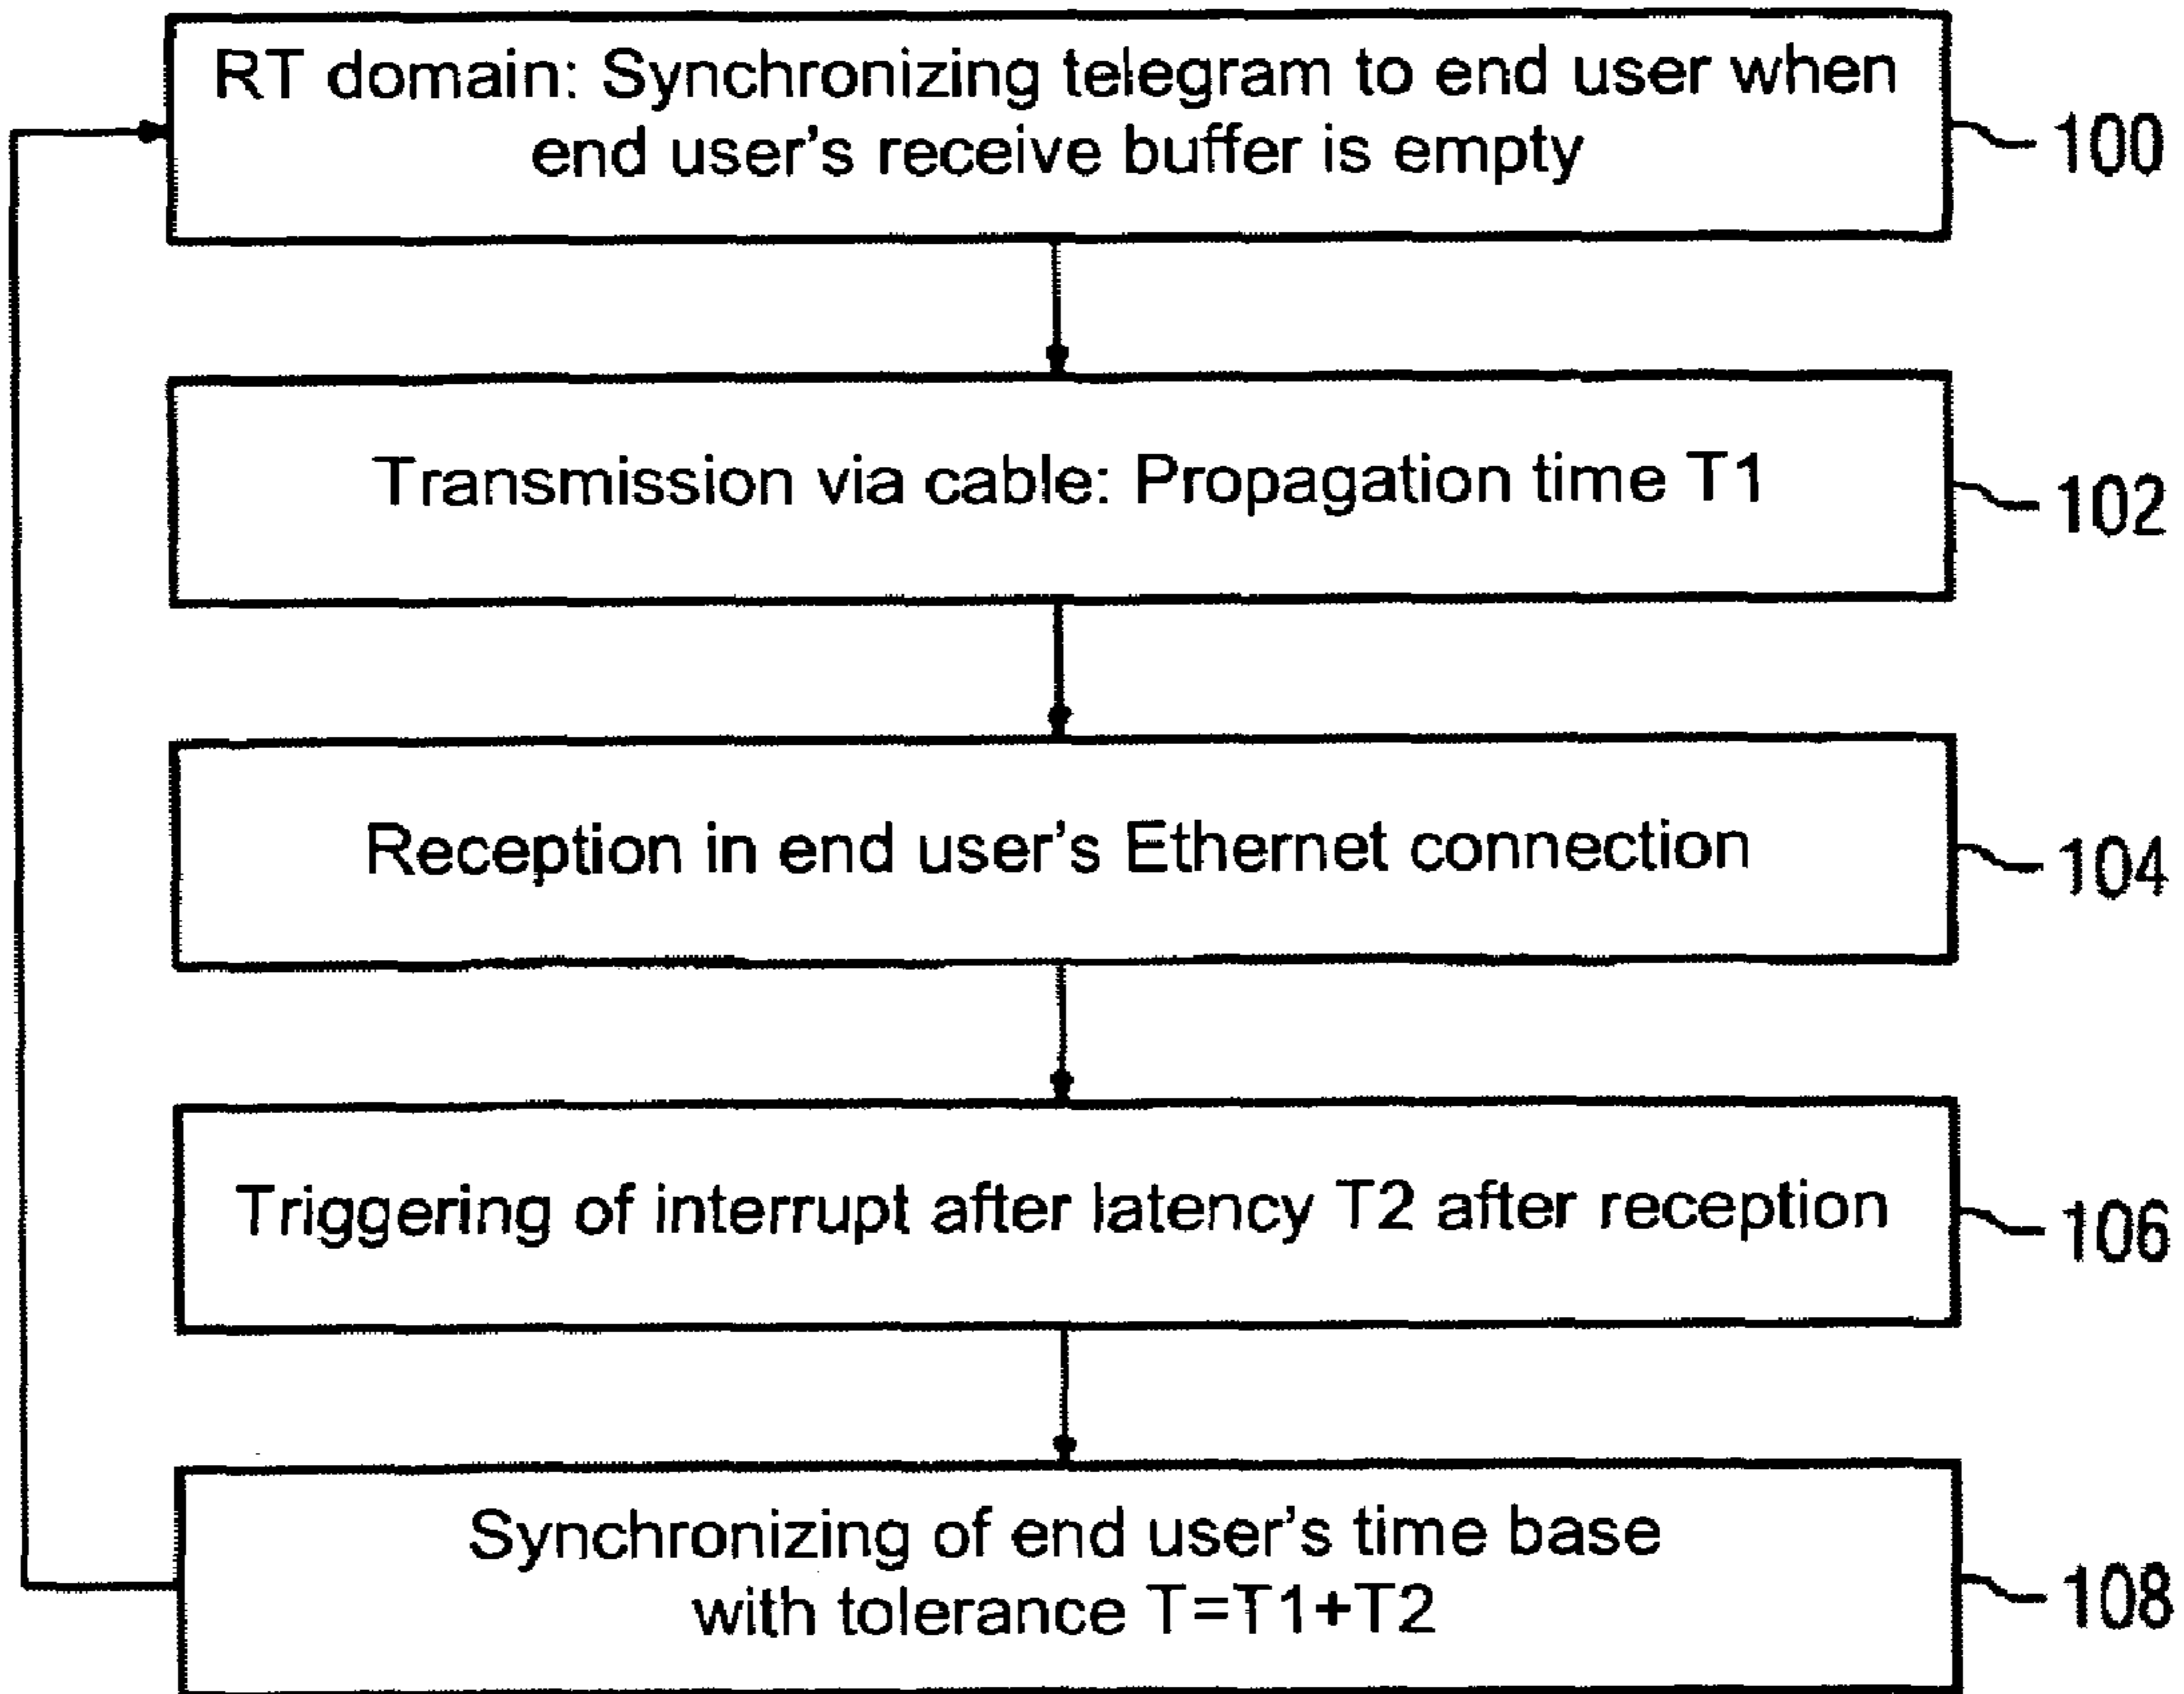 RT domain: Synchronizing telegram to end user when
end user's receive buffer is empty
100
Transmission via cable: Propagation time T1
102
Reception in end user's Ethernet connection
104
Triggering of interrupt after latency T2 after reception
106
Synchronizing of end user's time base
with tolerance T=T1+T2
108